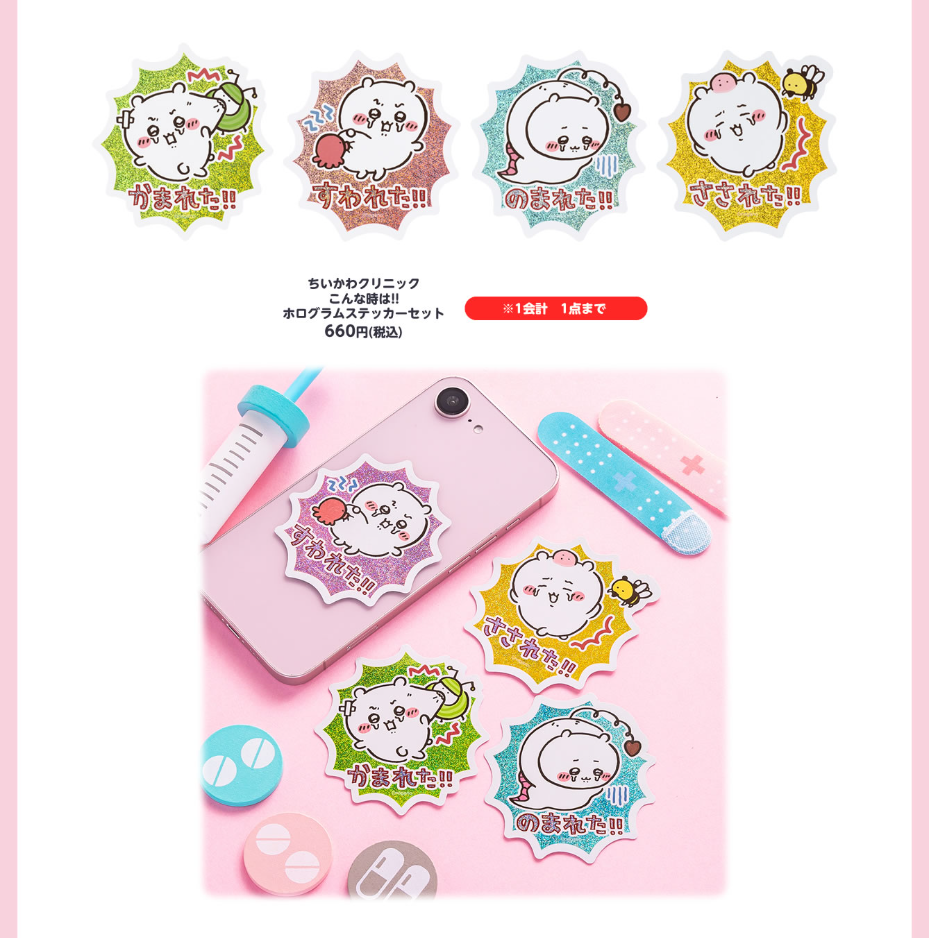 かまれた!!
すわれた!!
のまれた!!
さされた!!
ちいかわクリニック
こんな時は!!
ホログラムステッカーセット
660円(税込)
※1会計　1点まで
すわれた!!
さされた!!
かまれた!!
のまれた!!